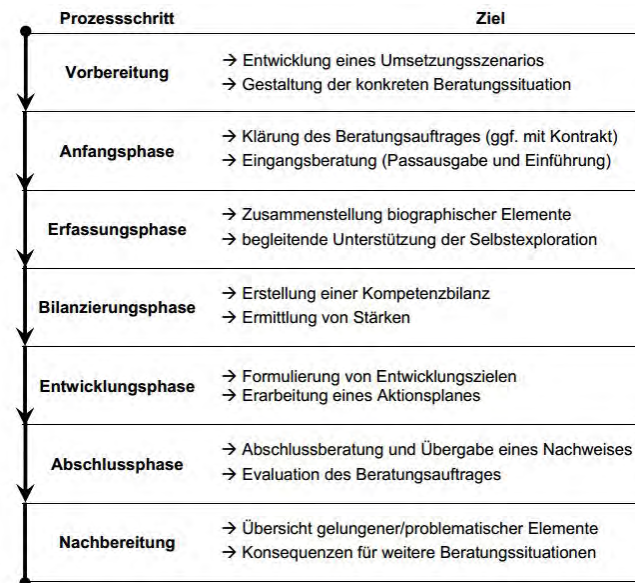 Prozessschritt Ziel
Vorbereitung
→ Entwicklung eines Umsetzungsszenarios
→ Gestaltung der konkreten Beratungssituation
Anfangsphase
→ Klärung des Beratungsauftrages (ggf. mit Kontrakt)
→ Eingangsberatung (Passausgabe und Einführung)
Erfassungsphase
→ Zusammenstellung biographischer Elemente
→ begleitende Unterstützung der Selbstexploration
Bilanzierungsphase
→ Erstellung einer Kompetenzbilanz
→ Ermittlung von Stärken
Entwicklungsphase
→ Formulierung von Entwicklungszielen
→ Erarbeitung eines Aktionsplanes
Abschlussphase
→ Abschlussberatung und Übergabe eines Nachweises
→ Evaluation des Beratungsauftrages
Nachbereitung
→ Übersicht gelungener/problematischer Elemente
→ Konsequenzen für weitere Beratungssituationen